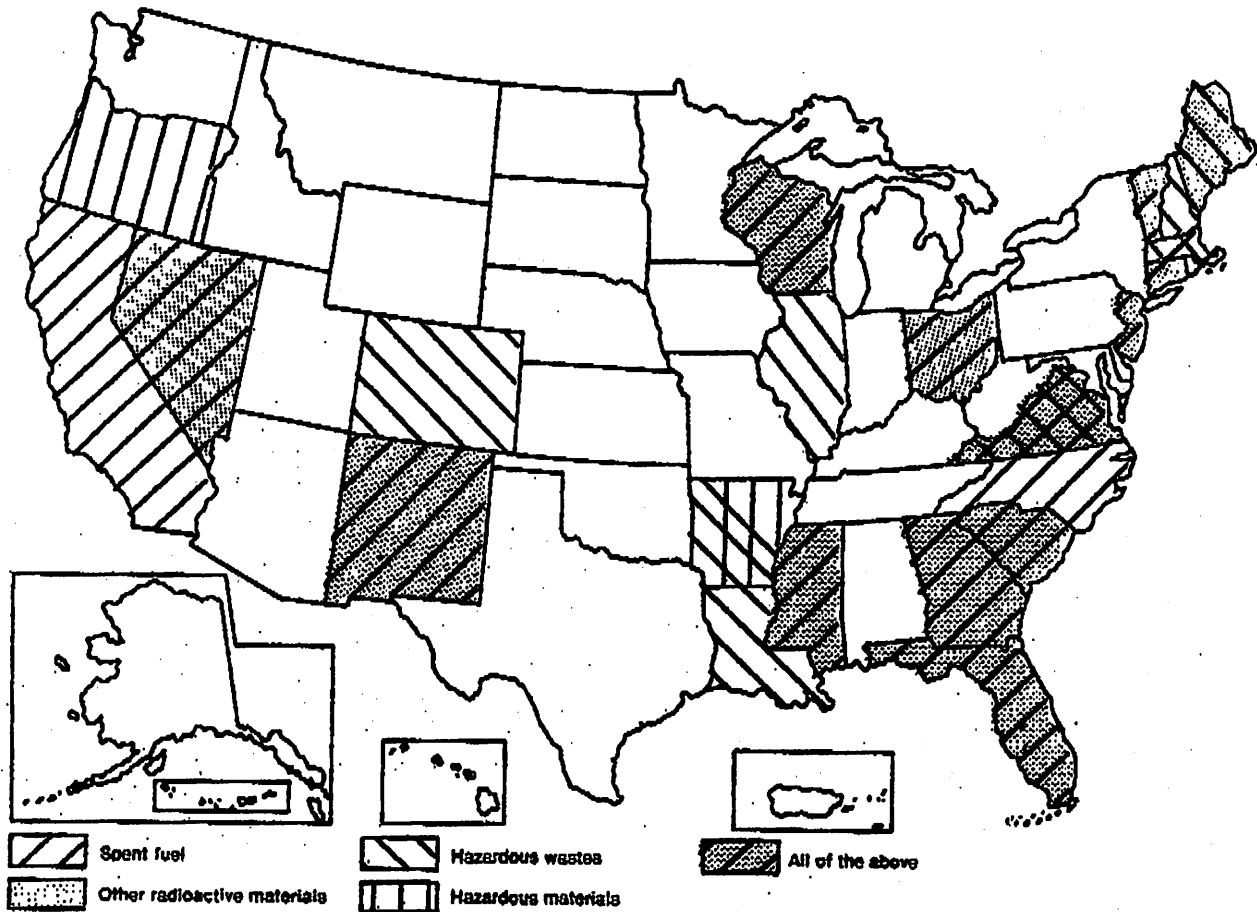 Spent fuel
Other radioactive materials
Hazardous wastes
Hazardous materials
All of the above